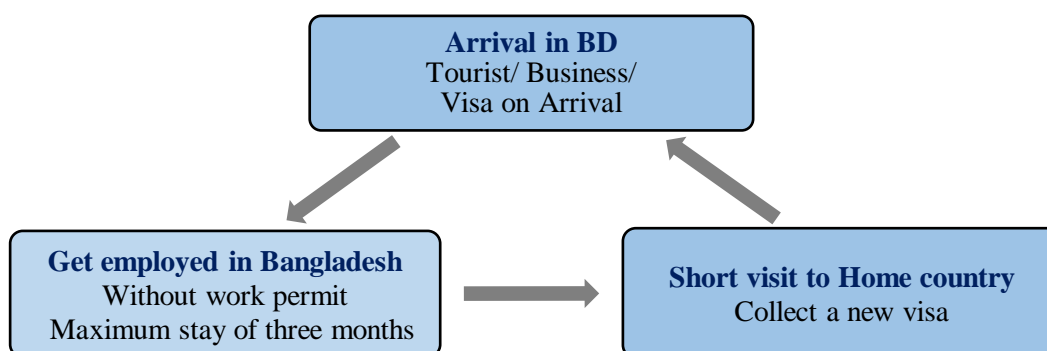 Arrival in BD
Tourist/ Business/
Visa on Arrival
Get employed in Bangladesh
Without work permit
Maximum stay of three months
Short visit to Home country
Collect a new visa